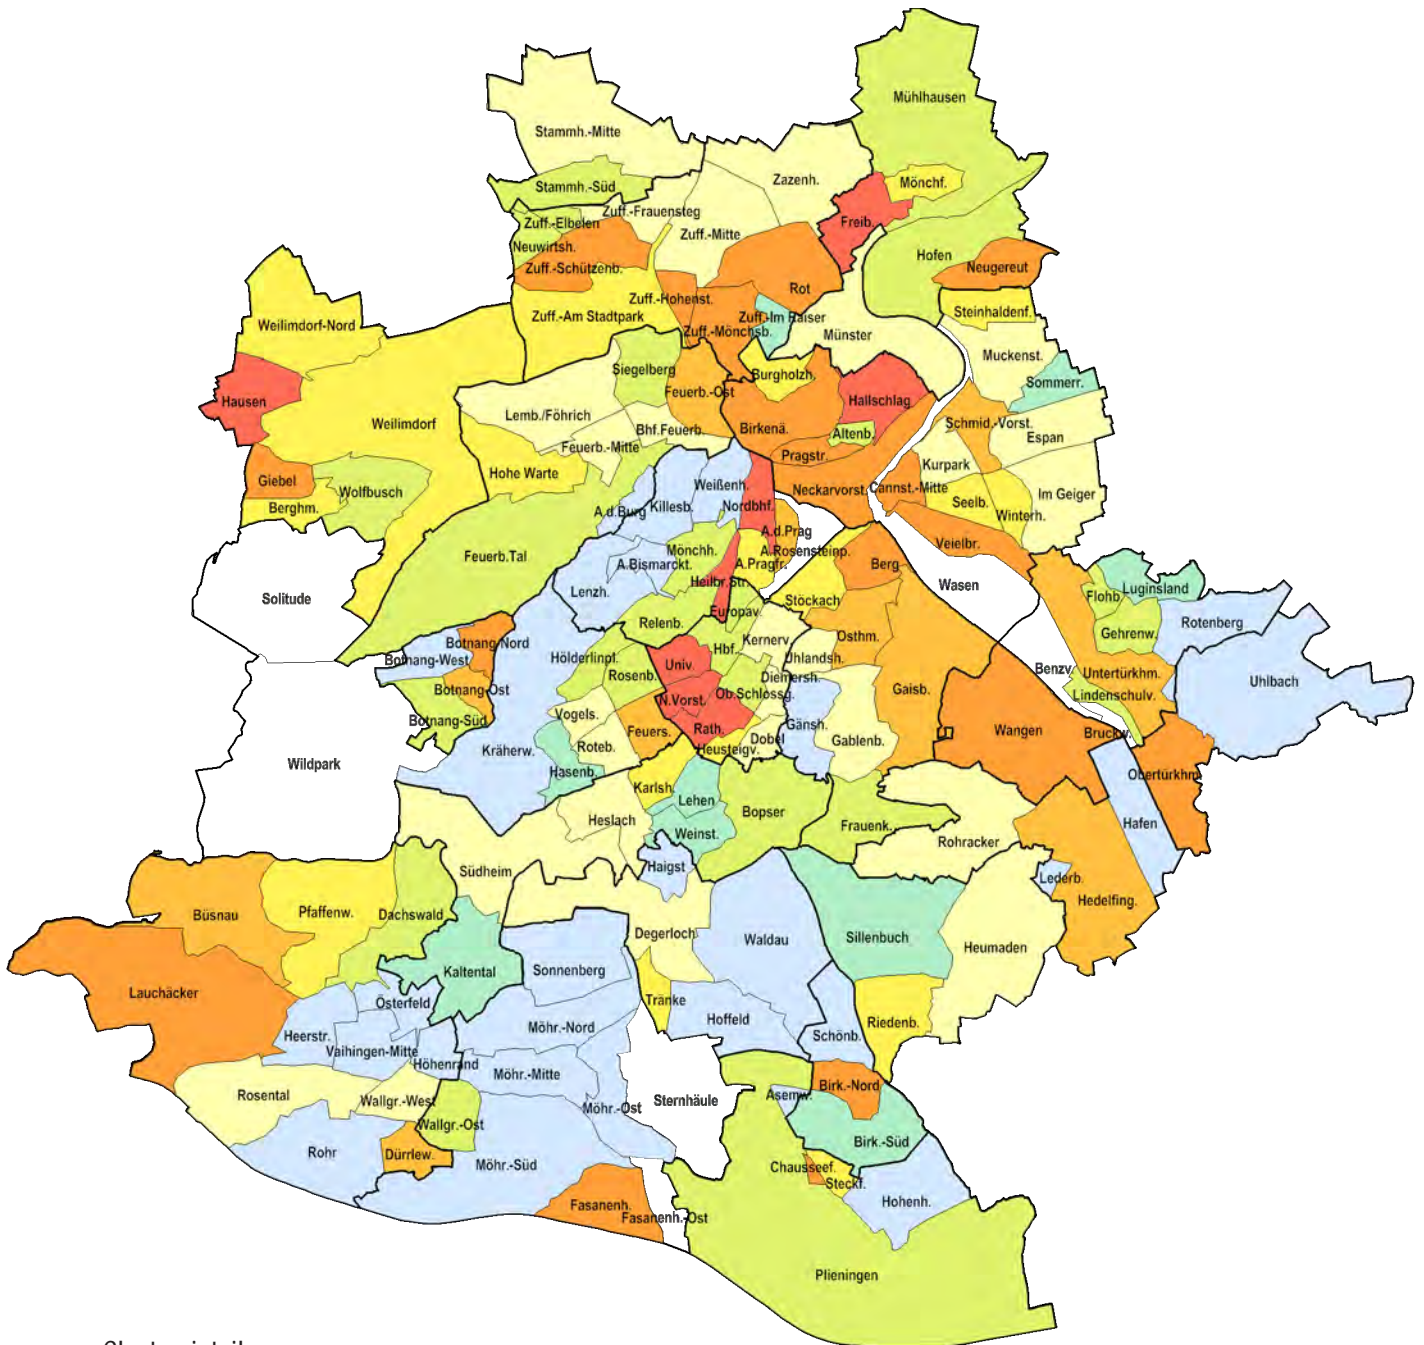 Mühlhausen
Stammh.-Mitte
Zazenh.
Mönchf.
Stammh.-Süd
Zuff.-Frauensteg
Freib.
Zuff.-Elbelen
Zuff.-Mitte
Neuwirtsh.
Hofen
Zuff.-Schützenb.
Neugereut
Rot
Zuff.-Hohenst.
Steinhaldenf.
Zuff.-Am Stadtpark
Zuff.-Im Raiser
Weilimdorf-Nord
Zuff.-Mönchsb.
Münster
Muckenst.
Siegelberg
Burgholzh.
Sommerr.
Feuerb.-Ost
Hausen
Hallschlag
Lemb./Föhrich
Weilimdorf
Schmid.-Vorst.
Bhf.Feuerb.
Birkenä.
Altenb.
Espan
Feuerb.-Mitte
Pragstr.
Kurpark
Hohe Warte
Giebel
Weißenh.
Neckarvorst.
Cannst.-Mitte
Wolfbusch
Im Geiger
Seelb.
Berghm.
A.d.Burg
Killesb.
Nordbhf.
Winterh.
A.d.Prag
Veielbr.
Feuerb.Tal
Mönchh.
A.Rosensteinp.
A.Bismarckt.
A.Pragfr.
Berg
Heilbr.Str.
Wasen
Luginsland
Lenzh.
Flohb.
Solitude
Stöckach
Europav.
Relenb.
Rotenberg
Gehrenw.
Botnang-Nord
Kernerv.
Osthm.
Hbf.
Botnang-West
Hölderlinpl.
Uhlandsh.
Univ.
Benzv.
Untertürkhm.
Rosenb.
Diemersh.
Uhlbach
Botnang-Ost
Gaisb.
Ob.Schlossg.
Lindenschulv.
N.Vorst.
Vogels.
Botnang-Süd
Gänsh.
Rath.
Feuers.
Wangen
Bruckw.
Dobel
Gablenb.
Roteb.
Kräherw.
Heusteigv.
Wildpark
Hasenb.
Obertürkhm.
Karlsh.
Lehen
Bopser
Heslach
Hafen
Frauenk.
Weinst.
Rohracker
Haigst
Südheim
Lederb.
Hedelfing.
Büsnau
Pfaffenw.
Dachswald
Degerloch
Waldau
Sillenbuch
Heumaden
Kaltental
Sonnenberg
Lauchäcker
Tränke
Österfeld
Hoffeld
Riedenb.
Möhr.-Nord
Heerstr.
Schönb.
Vaihingen-Mitte
Höhenrand
Möhr.-Mitte
Birk.-Nord
Rosental
Asemw.
Wallgr.-West
Sternhäule
Möhr.-Ost
Wallgr.-Ost
Birk.-Süd
Rohr
Dürrlew.
Möhr.-Süd
Chausseef.
Steckf.
Hohenh.
Fasanenh.
Fasanenh.-Ost
Plieningen